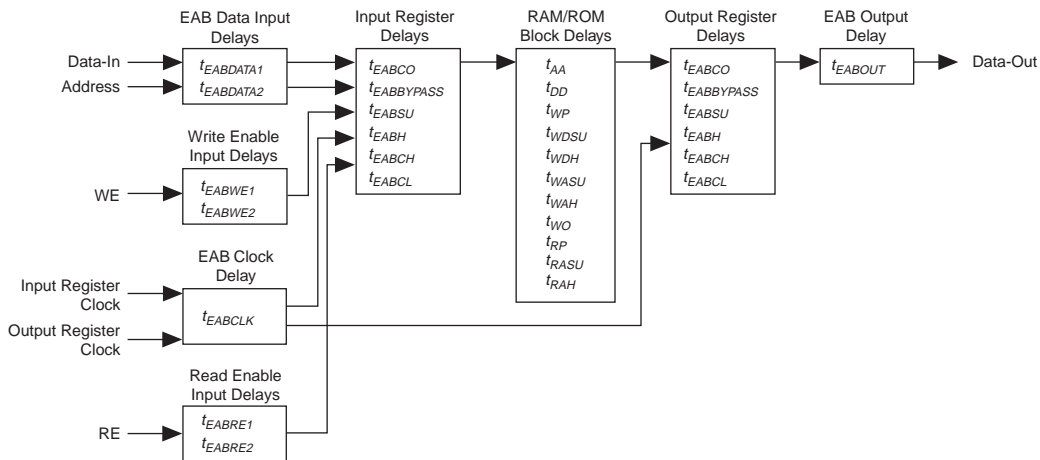 EAB Data Input
Delays
Data-In
Address
tEABDATA1
tEABDATA2
Write Enable
Input Delays
WE
tEABWE1
tEABWE2
EAB Clock
Delay
Input Register
Clock
Output Register
Clock
tEABCLK
Read Enable
Input Delays
RE
tEABRE1
tEABRE2
Input Register
Delays
tEABCO
tEABBYPASS
tEABSU
tEABH
tEABCH
tEABCL
RAM/ROM
Block Delays
tAA
tDD
tWP
tWDSU
tWDH
tWASU
tWAH
tWO
tRP
tRASU
tRAH
Output Register
Delays
tEABCO
tEABBYPASS
tEABSU
tEABH
tEABCH
tEABCL
EAB Output
Delay
tEABOUT
Data-Out